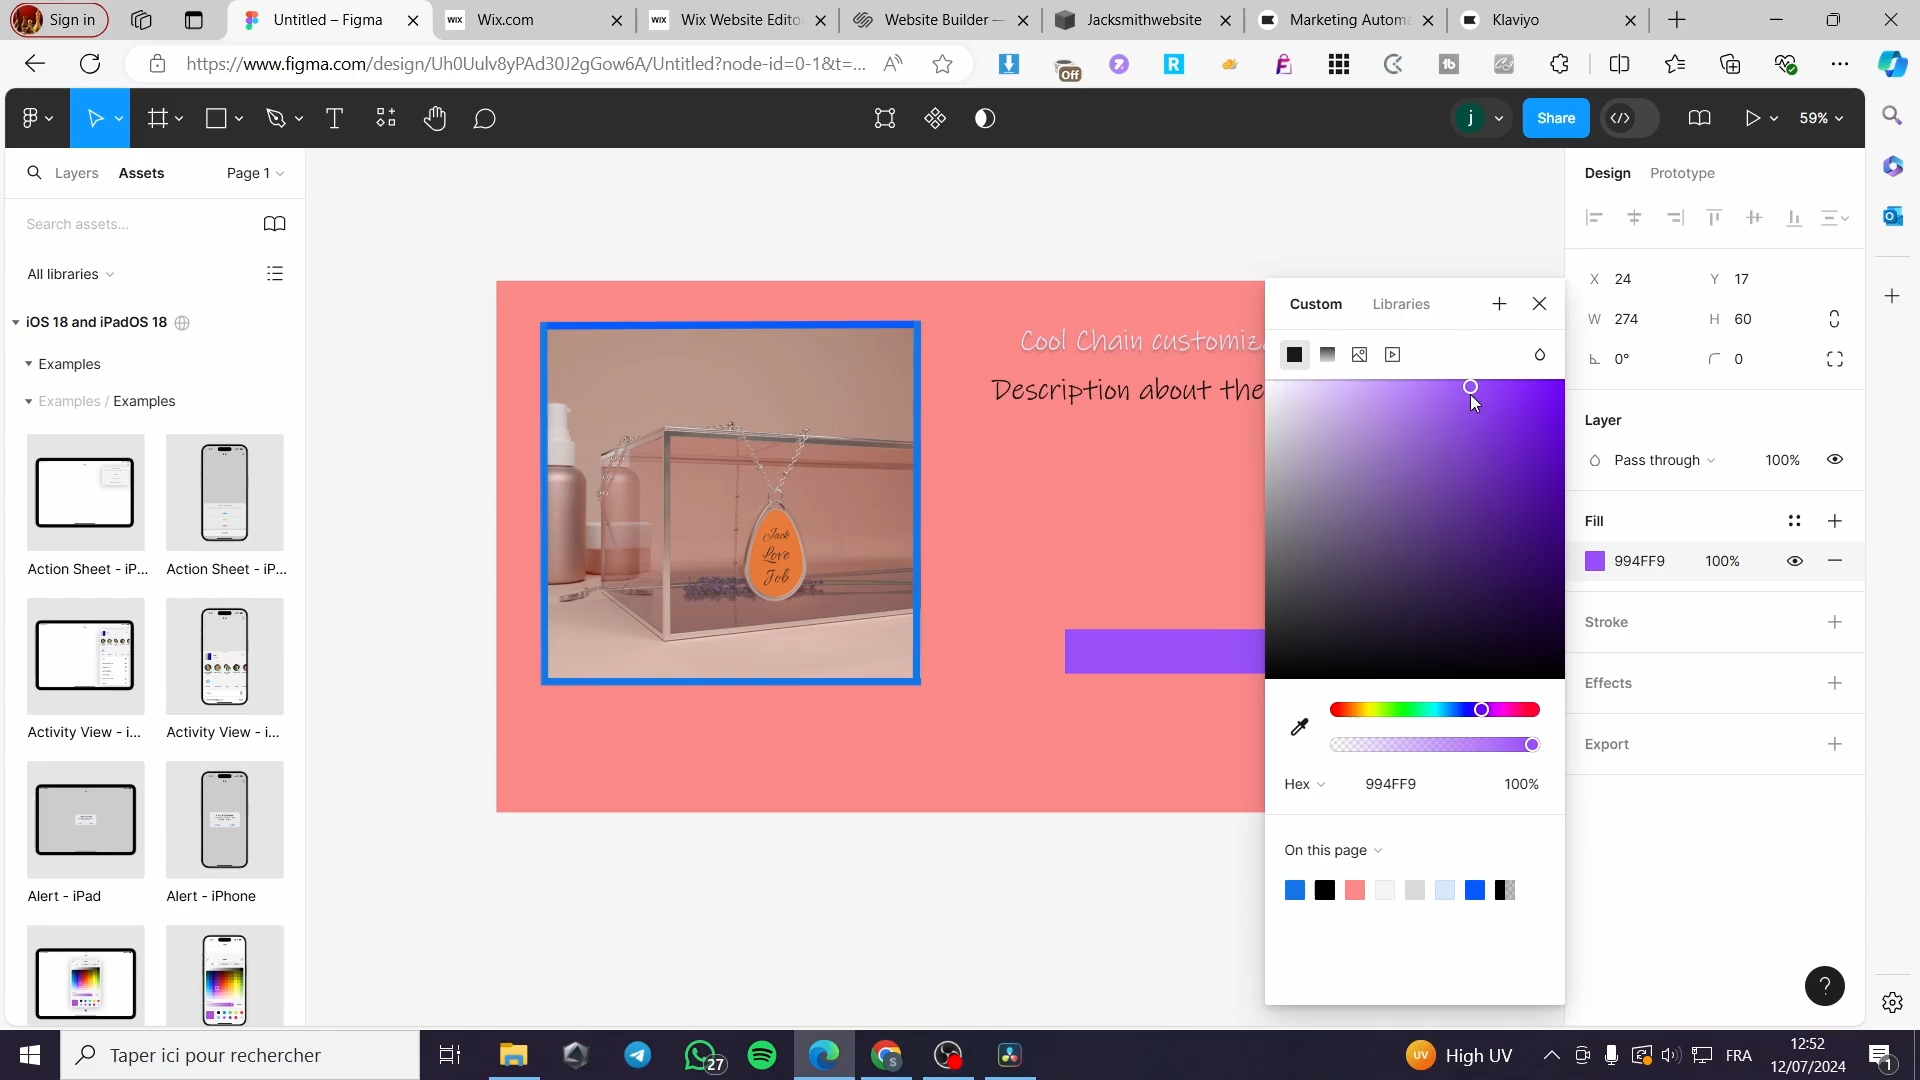 Sign in
Untitled – Figma
Wix.com
Wix Website Edito
Website Builder —
Jacksmithwebsite
Marketing Autom
Klaviyo
https://www.figma.com/design/Uh0Uulv8yPAd30J2gGow6A/Untitled?node-id=0-1&t=...
Off
j
Share
59%
Layers
Assets
Page 1
Search assets...
All libraries
iOS 18 and iPadOS 18
Examples
Examples / Examples
Action Sheet - iP...
Action Sheet - iP...
Activity View - i...
Activity View - i...
Alert - iPad
Alert - iPhone
Cool Chain customiz
Description about the
Jack
Love
Job
Custom
Libraries
Hex
994FF9
100%
On this page
Design
Prototype
X 24
Y 17
W 274
H 60
0°
0
Layer
Pass through
100%
Fill
994FF9
100%
Stroke
Effects
Export
?
Taper ici pour rechercher
27
UV
High UV
FRA
12:52
12/07/2024
1